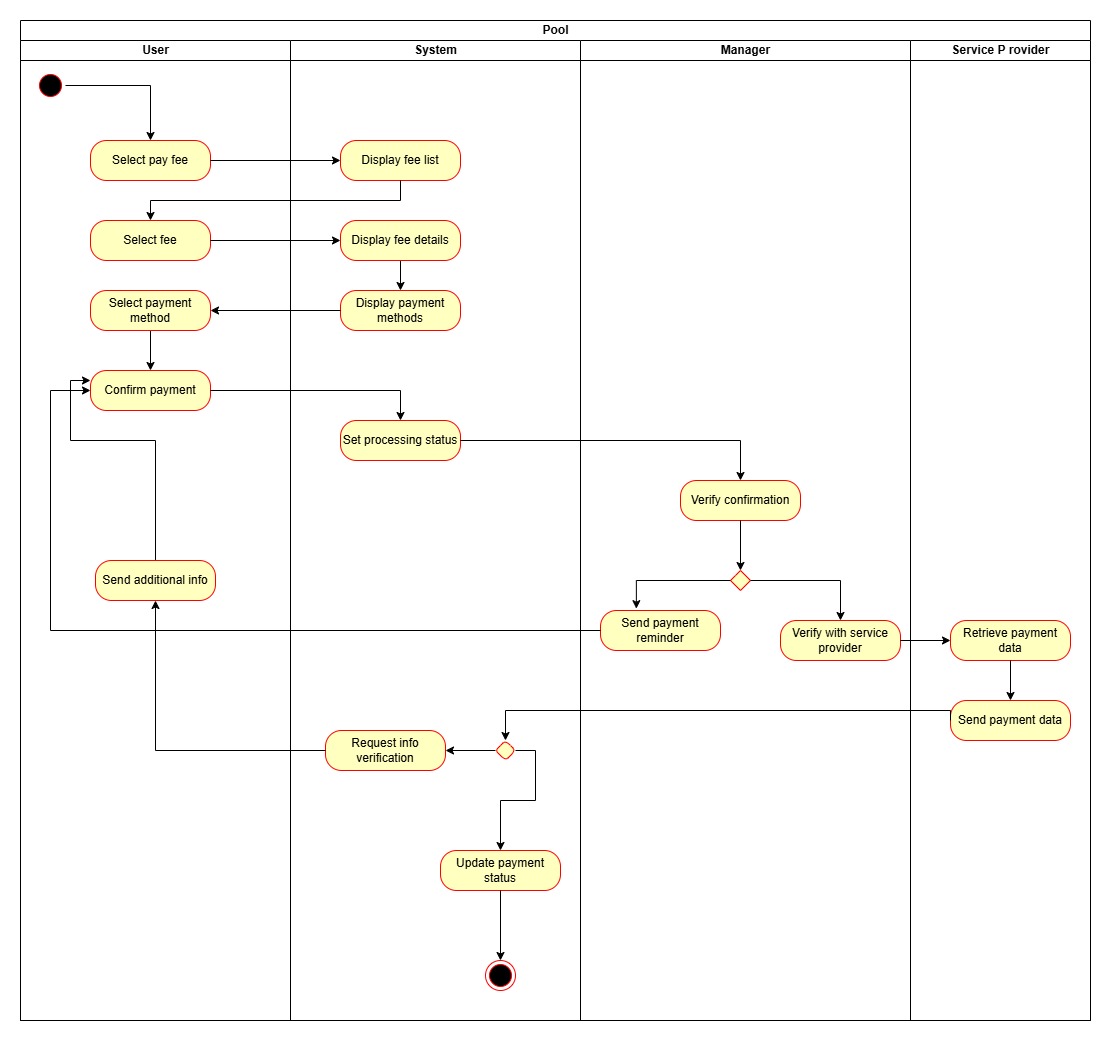 Pool
User
System
Manager
Service P rovider
Select pay fee
Display fee list
Select fee
Display fee details
Select payment
method
Display payment
methods
Confirm payment
Set processing status
Verify confirmation
Send additional info
Send payment
reminder
Verify with service
provider
Retrieve payment
data
Send payment data
Request info
verification
Update payment
status